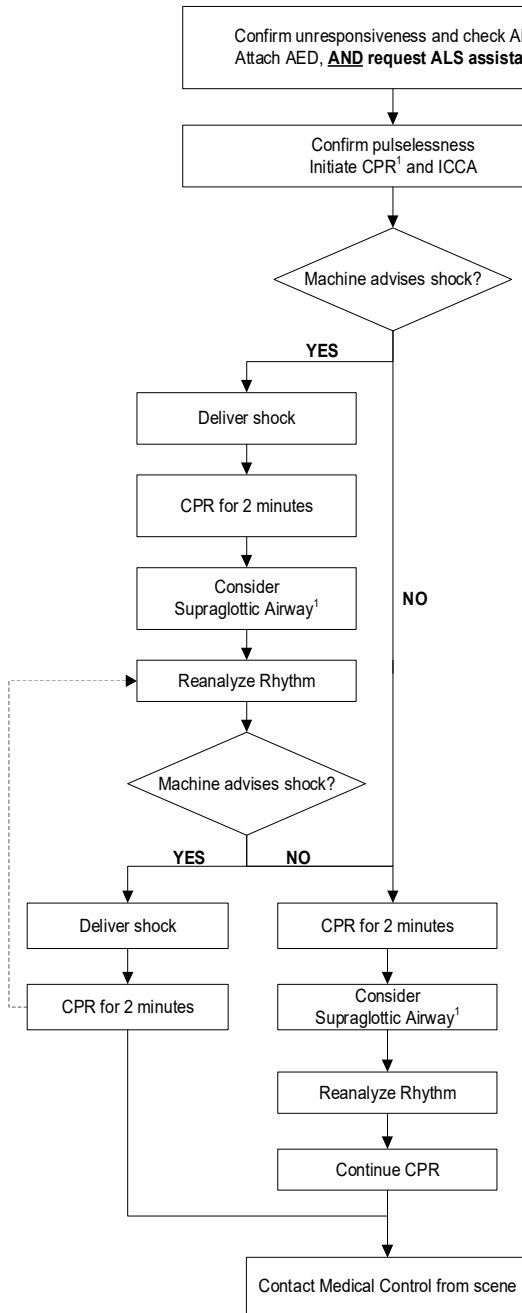 Confirm unresponsiveness and check
Attach AED, AND request ALS
Confirm pulselessness
Initiate CPR1 and ICCA
Machine advises shock?
YES
Deliver shock
CPR for 2 minutes
Consider
Supraglottic Airway1
NO
Reanalyze Rhythm
Machine advises shock?
YES
NO
Deliver shock
CPR for 2 minutes
CPR for 2 minutes
Consider
Supraglottic Airway1
Reanalyze Rhythm
Continue CPR
Contact Medical Control from scene